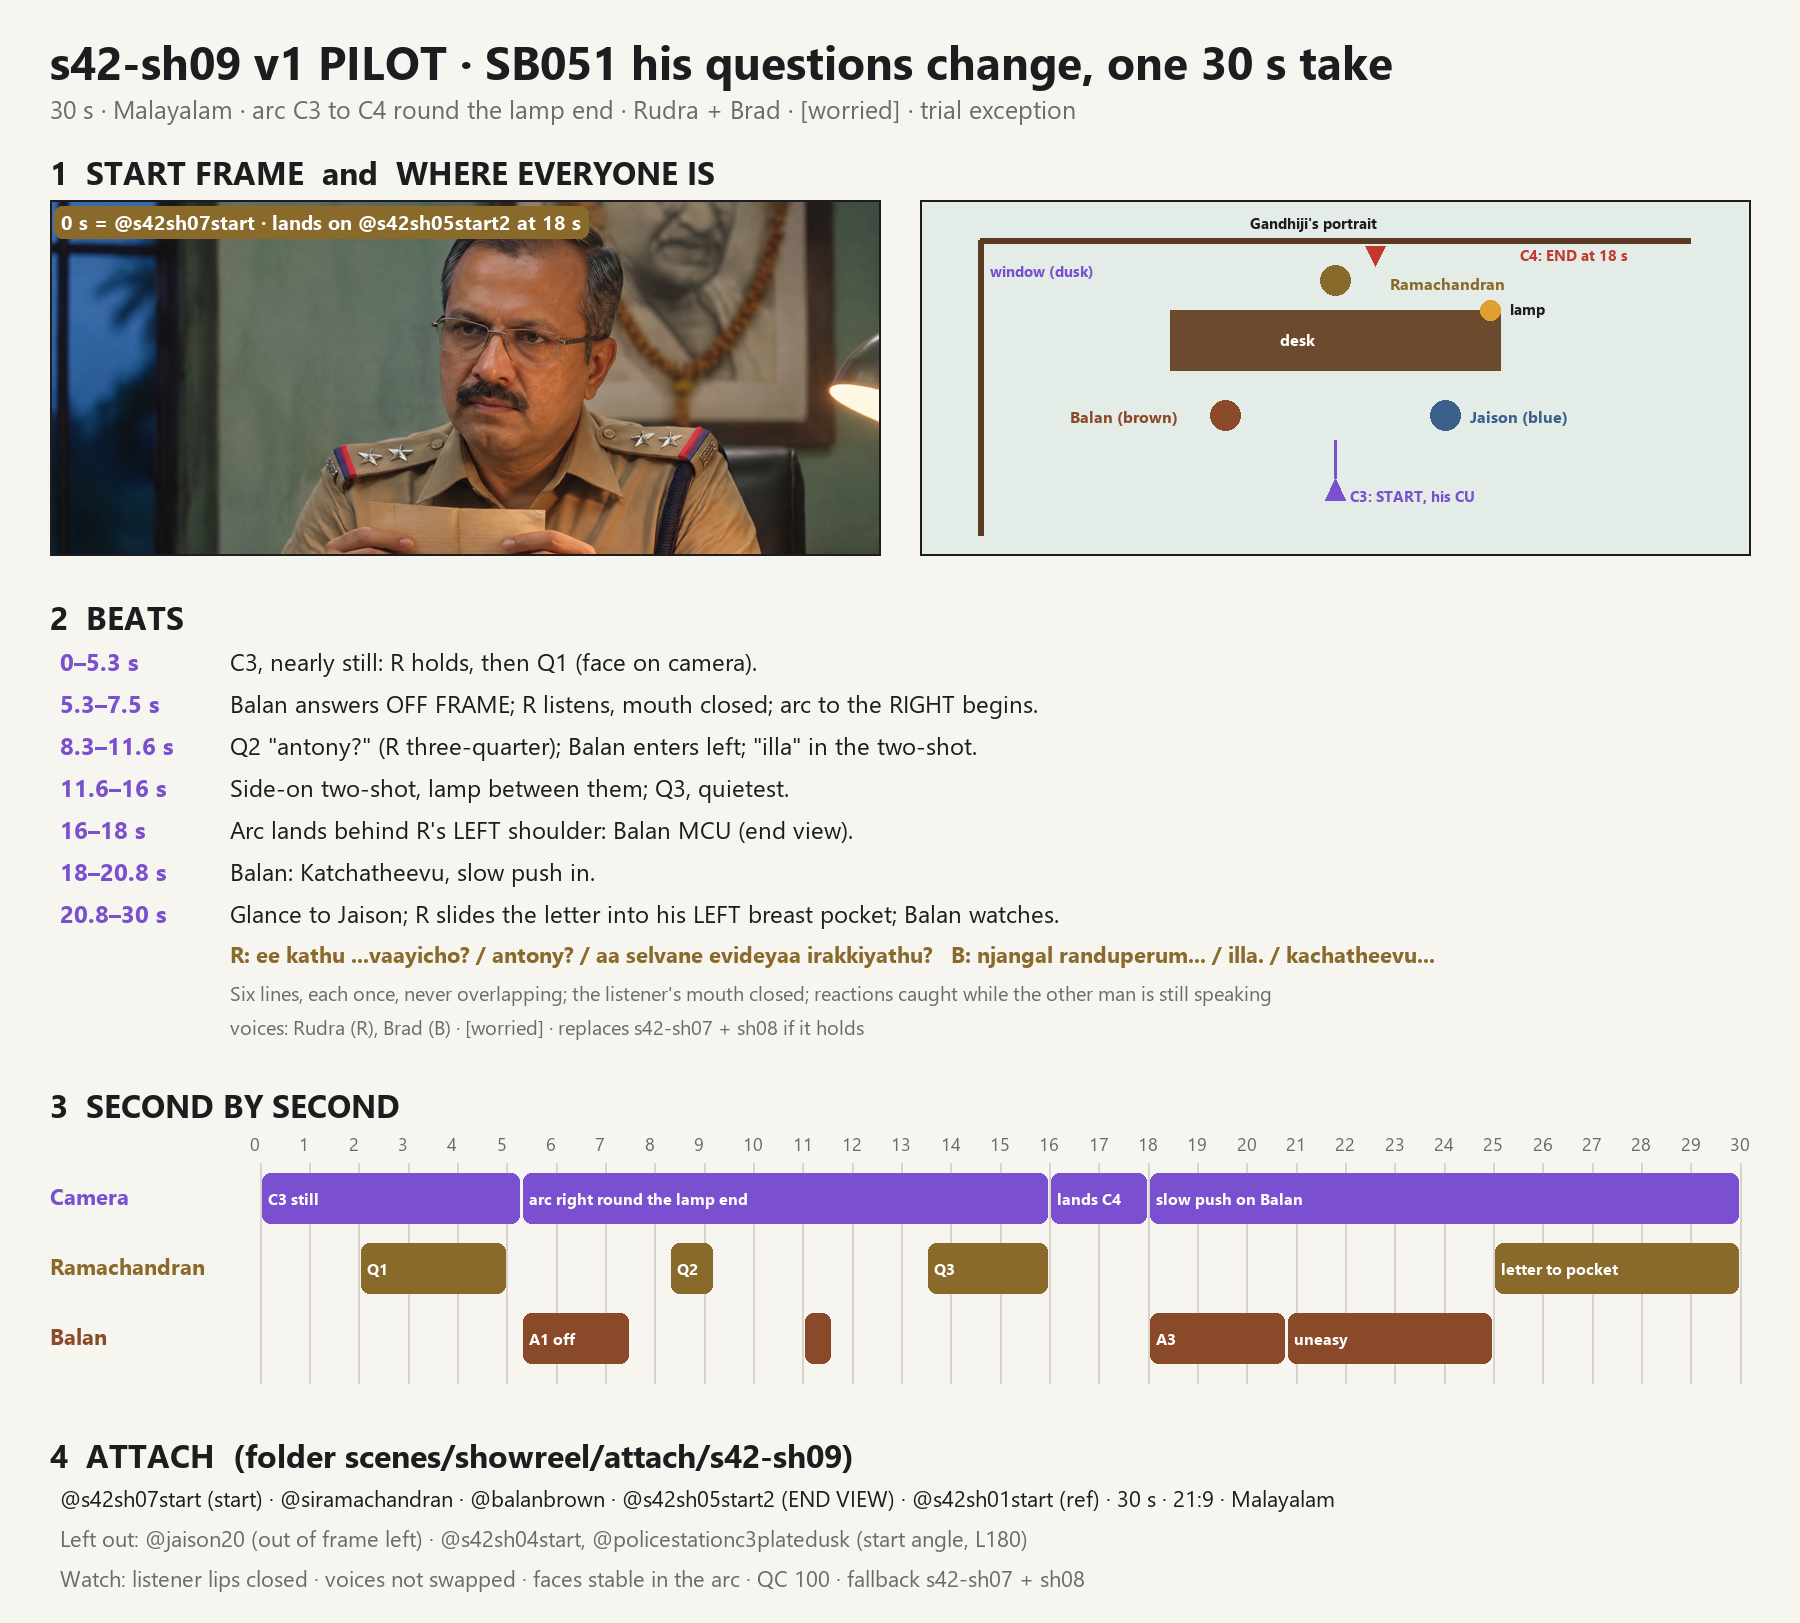 s42-sh09 v1 PILOT · SB051 his questions change, one 30 s take
30 s · Malayalam · arc C3 to C4 round the lamp end · Rudra + Brad · [worried] · trial exception
1 START FRAME and WHERE EVERYONE IS
0 s = @s42sh07start · lands on @s42sh05start2 at 18 s
Gandhiji's portrait
C4: END at 18 s
window (dusk)
Ramachandran
lamp
desk
Balan (brown)
Jaison (blue)
C3: START, his CU
2 BEATS
0–5.3 s C3, nearly still: R holds, then Q1 (face on camera).
5.3–7.5 s Balan answers OFF FRAME; R listens, mouth closed; arc to the RIGHT begins.
8.3–11.6 s Q2 "antony?" (R three-quarter); Balan enters left; "illa" in the two-shot.
11.6–16 s Side-on two-shot, lamp between them; Q3, quietest.
16–18 s Arc lands behind R's LEFT shoulder: Balan MCU (end view).
18–20.8 s Balan: Katchatheevu, slow push in.
20.8–30 s Glance to Jaison; R slides the letter into his LEFT breast pocket; Balan watches.
R: ee kathu ...vaayicho? / antony? / aa selvane evideyaa irakkiyathu? B: njangal randuperum... / illa. / kachatheevu...
Six lines, each once, never overlapping; the listener's mouth closed; reactions caught while the other man is still speaking
voices: Rudra (R), Brad (B) · [worried] · replaces s42-sh07 + sh08 if it holds
3 SECOND BY SECOND
0 1 2 3 4 5 6 7 8 9 10 11 12 13 14 15 16 17 18 19 20 21 22 23 24 25 26 27 28 29 30
Camera C3 still arc right round the lamp end lands C4 slow push on Balan
Ramachandran Q1 Q2 Q3 letter to pocket
Balan A1 off A3 uneasy
4 ATTACH (folder scenes/showreel/attach/s42-sh09)
@s42sh07start (start) · @siramachandran · @balanbrown · @s42sh05start2 (END VIEW) · @s42sh01start (ref) · 30 s · 21:9 · Malayalam
Left out: @jaison20 (out of frame left) · @s42sh04start, @policestationc3platedusk (start angle, L180)
Watch: listener lips closed · voices not swapped · faces stable in the arc · QC 100 · fallback s42-sh07 + sh08